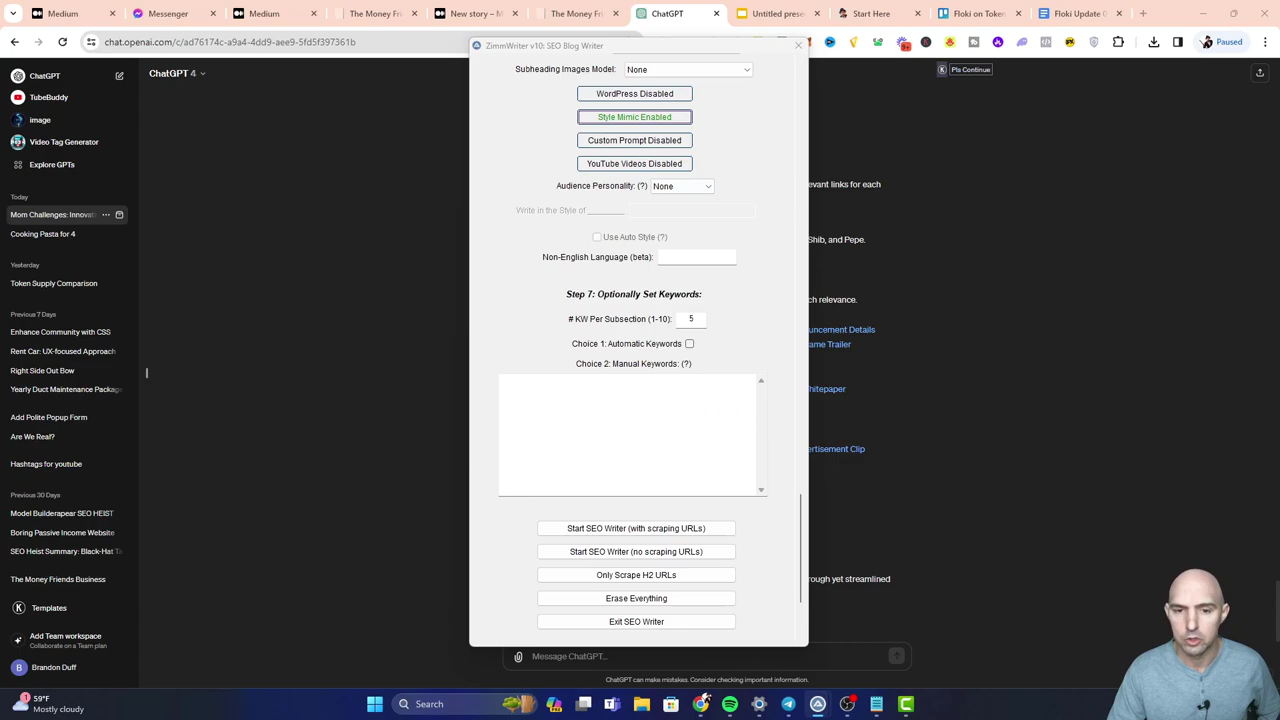 Medium
Messenger
Medium
The Money Frie
New story – M
The Money Frie
ChatGPT
Untitled presen
Start Here
Floki on Token
Floki Update G
chat.openai.com/c/ad76174c-a9a4-4dd9-aee9-5fd5f397361b
Paused
ZimmWriter v10: SEO Blog Writer
ChatGPT
ChatGPT 4
Pls Continue
TubeBuddy
image
Video Tag Generator
Explore GPTs
Today
Mom Challenges: Innovat
Cooking Pasta for 4
Yesterday
Token Supply Comparison
Previous 7 Days
Enhance Community with CSS
Rent Car: UX-focused Approach
Right Side Out Bow
Yearly Duct Maintenance Package
Add Polite Popup Form
Are We Real?
Hashtags for youtube
Previous 30 Days
Model Builderpear SEO HEIST
Boring Passive Income Website
SEO Heist Summary: Black-Hat Ta
The Money Friends Business
Templates
Add Team workspace
Collaborate on a Team plan
Brandon Duff
Subheading Images Model: None
WordPress Disabled
Style Mimic Enabled
Custom Prompt Disabled
YouTube Videos Disabled
Audience Personality: (?) None
Write in the Style of ________
Use Auto Style (?)
Non-English Language (beta):
Step 7: Optionally Set Keywords:
# KW Per Subsection (1-10): 5
Choice 1: Automatic Keywords
Choice 2: Manual Keywords: (?)
Start SEO Writer (with scraping URLs)
Start SEO Writer (no scraping URLs)
Only Scrape H2 URLs
Erase Everything
Exit SEO Writer
evant links for each
Shib, and Pepe.
ch relevance.
uncement Details
ame Trailer
hitepaper
ertisement Clip
rough yet streamlined
Message ChatGPT...
ChatGPT can make mistakes. Consider checking important information.
59°F
Mostly cloudy
Search